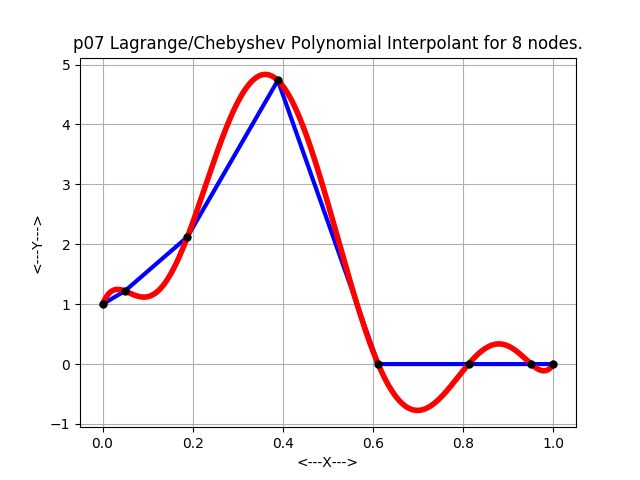 p07 Lagrange/Chebyshev Polynomial Interpolant for 8 nodes.
5
4
3
2
1
0
−1
<---Y--->
0.0 0.2 0.4 0.6 0.8 1.0
<---X--->